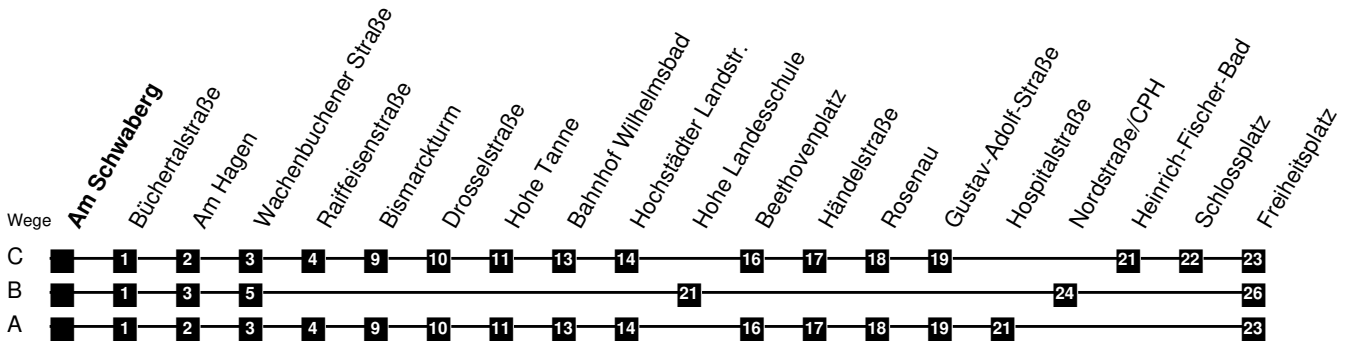 Am Schwaberg
Büchertalstraße
Am Hagen
Wachenbuchener Straße
Raiffeisenstraße
Bismarckturm
Drosselstraße
Hohe Tanne
Bahnhof Wilhelmsbad
Hochstädter Landstr.
Hohe Landesschule
Beethovenplatz
Händelstraße
Rosenau
Gustav-Adolf-Straße
Hospitalstraße
Nordstraße/CPH
Heinrich-Fischer-Bad
Schlossplatz
Freiheitsplatz
Wege
C 1 2 3 4 9 10 11 13 14 16 17 18 19 21 22 23
B 1 3 5 21 24 26
A 1 2 3 4 9 10 11 13 14 16 17 18 19 21 23